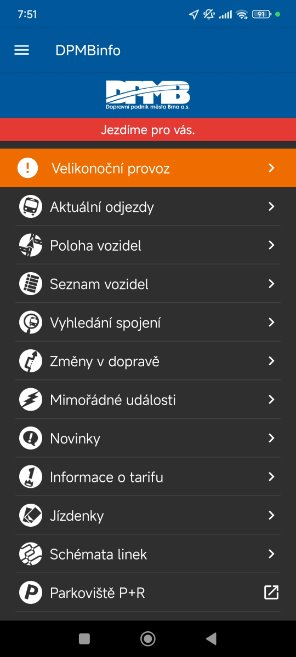 7:51
91
DPMBinfo
DPMB
Dopravní podnik města Brna a.s.
Jezdíme pro vás.
Velikonoční provoz
Aktuální odjezdy
Poloha vozidel
Seznam vozidel
Vyhledání spojení
Změny v dopravě
Mimořádné události
Novinky
Informace o tarifu
Jízdenky
Schémata linek
Parkoviště P+R